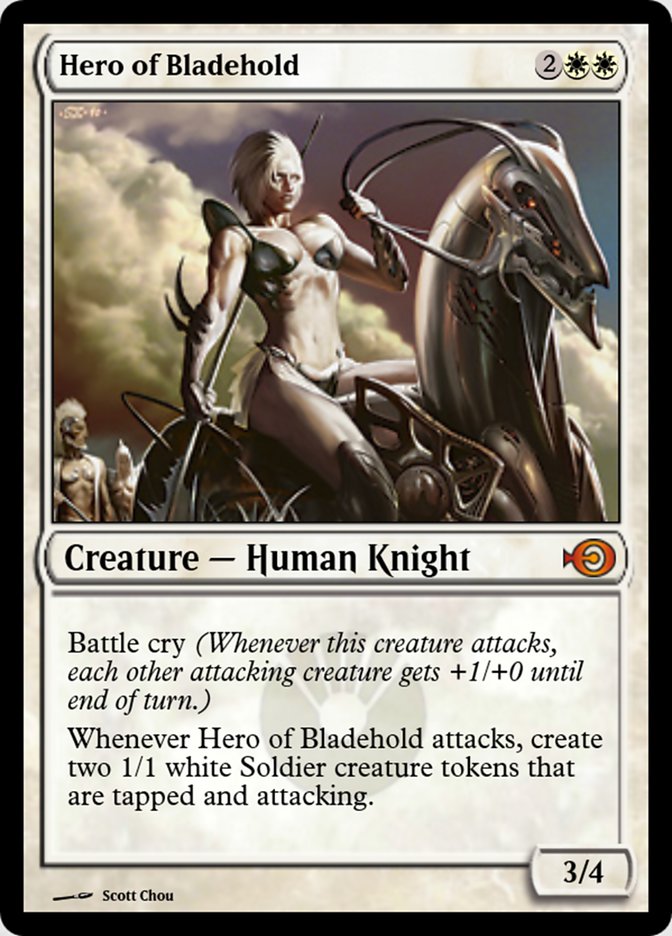 Hero of Bladehold 2
Creature — Human Knight
Battle cry (Whenever this creature attacks,
each other attacking creature gets +1/+0 until
end of turn.)
Whenever Hero of Bladehold attacks, create
two 1/1 white Soldier creature tokens that
are tapped and attacking.
3/4
Scott Chou